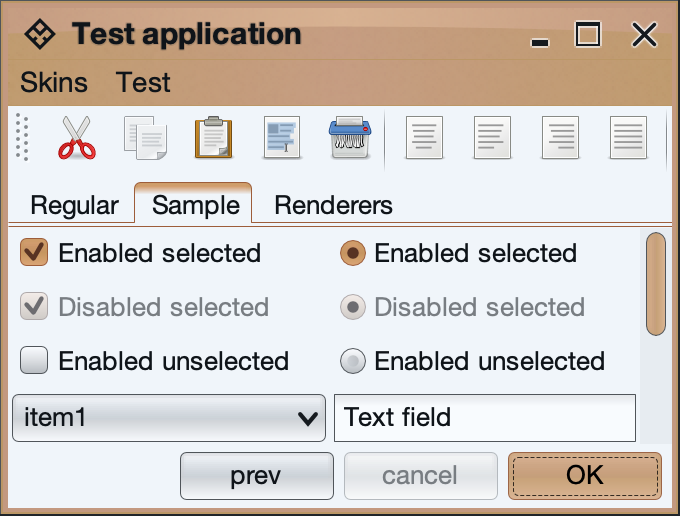 Test application
Skins Test
Regular Sample Renderers
Enabled selected Enabled selected
Disabled selected Disabled selected
Enabled unselected Enabled unselected
item1 Text field
prev cancel OK